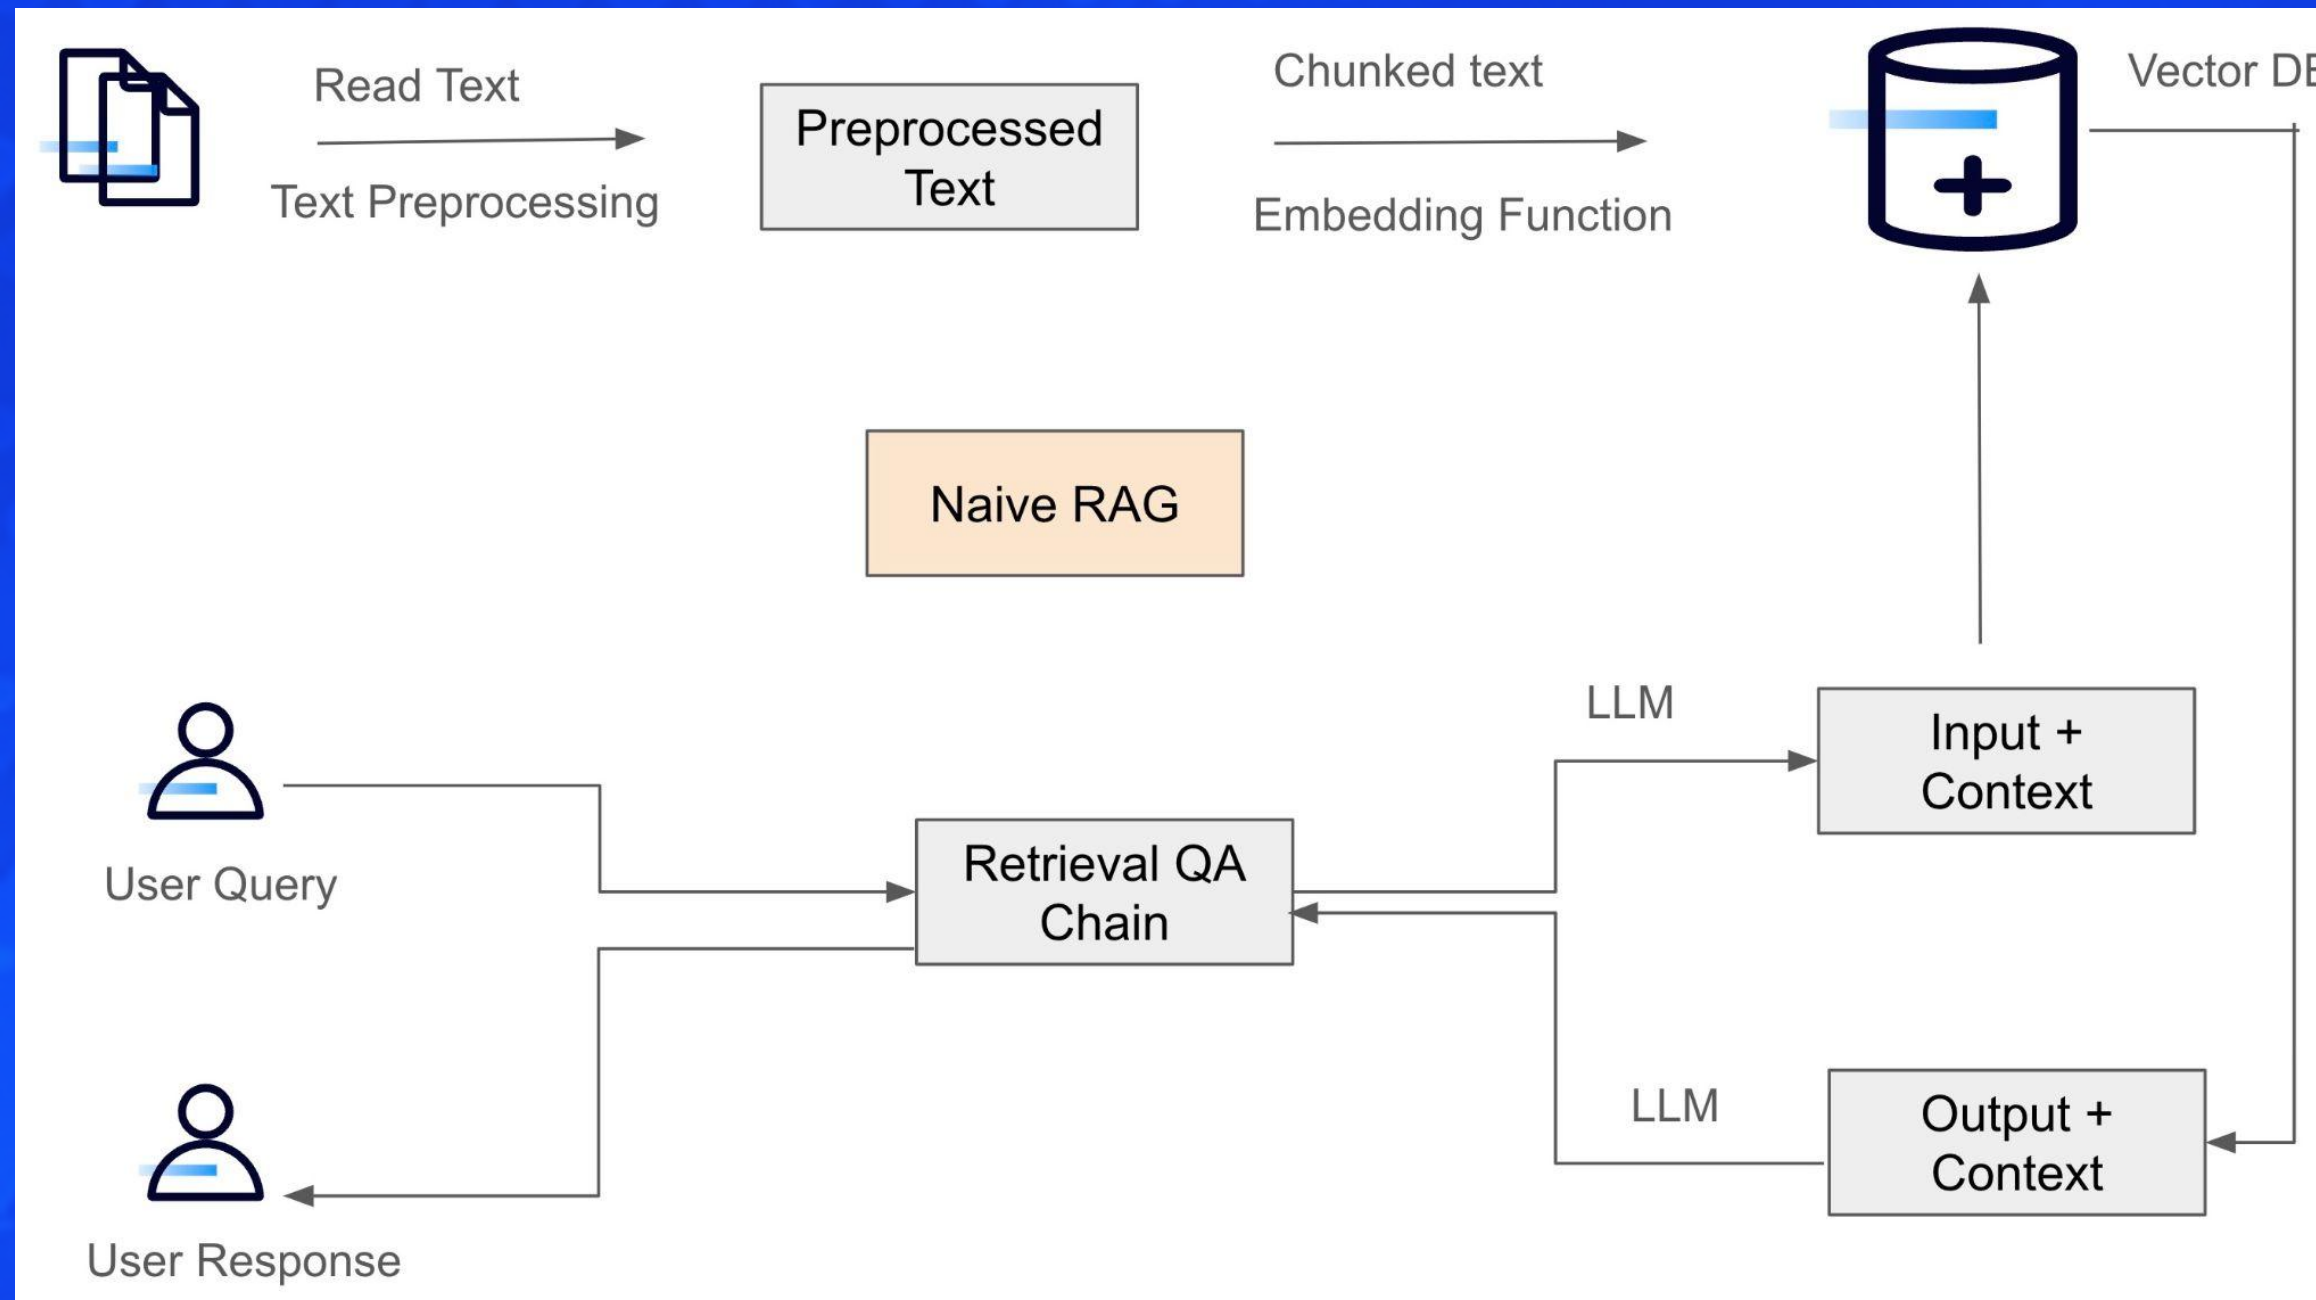 Read Text
Text Preprocessing
Preprocessed
Text
Chunked text
Embedding Function
Vector
Naive RAG
User Query
Retrieval QA
Chain
LLM
Input +
Context
LLM
Output +
Context
User Response